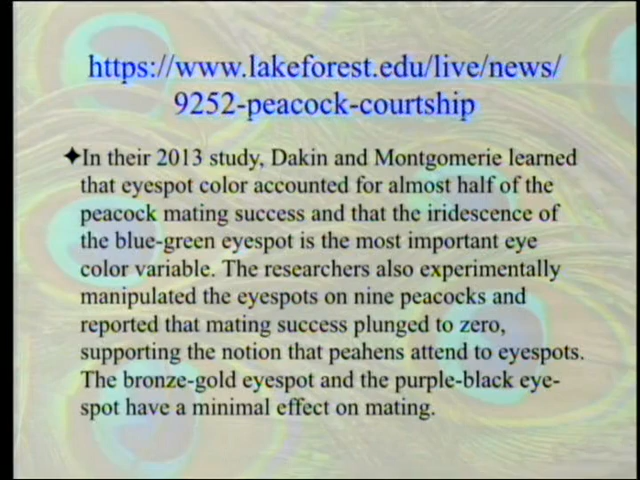 https://www.lakeforest.edu/live/news/
9252-peacock-courtship
✦In their 2013 study, Dakin and Montgomerie learned
that eyespot color accounted for almost half of the
peacock mating success and that the iridescence of
the blue-green eyespot is the most important eye
color variable. The researchers also experimentally
manipulated the eyespots on nine peacocks and
reported that mating success plunged to zero,
supporting the notion that peahens attend to eyespots.
The bronze-gold eyespot and the purple-black eye-
spot have a minimal effect on mating.